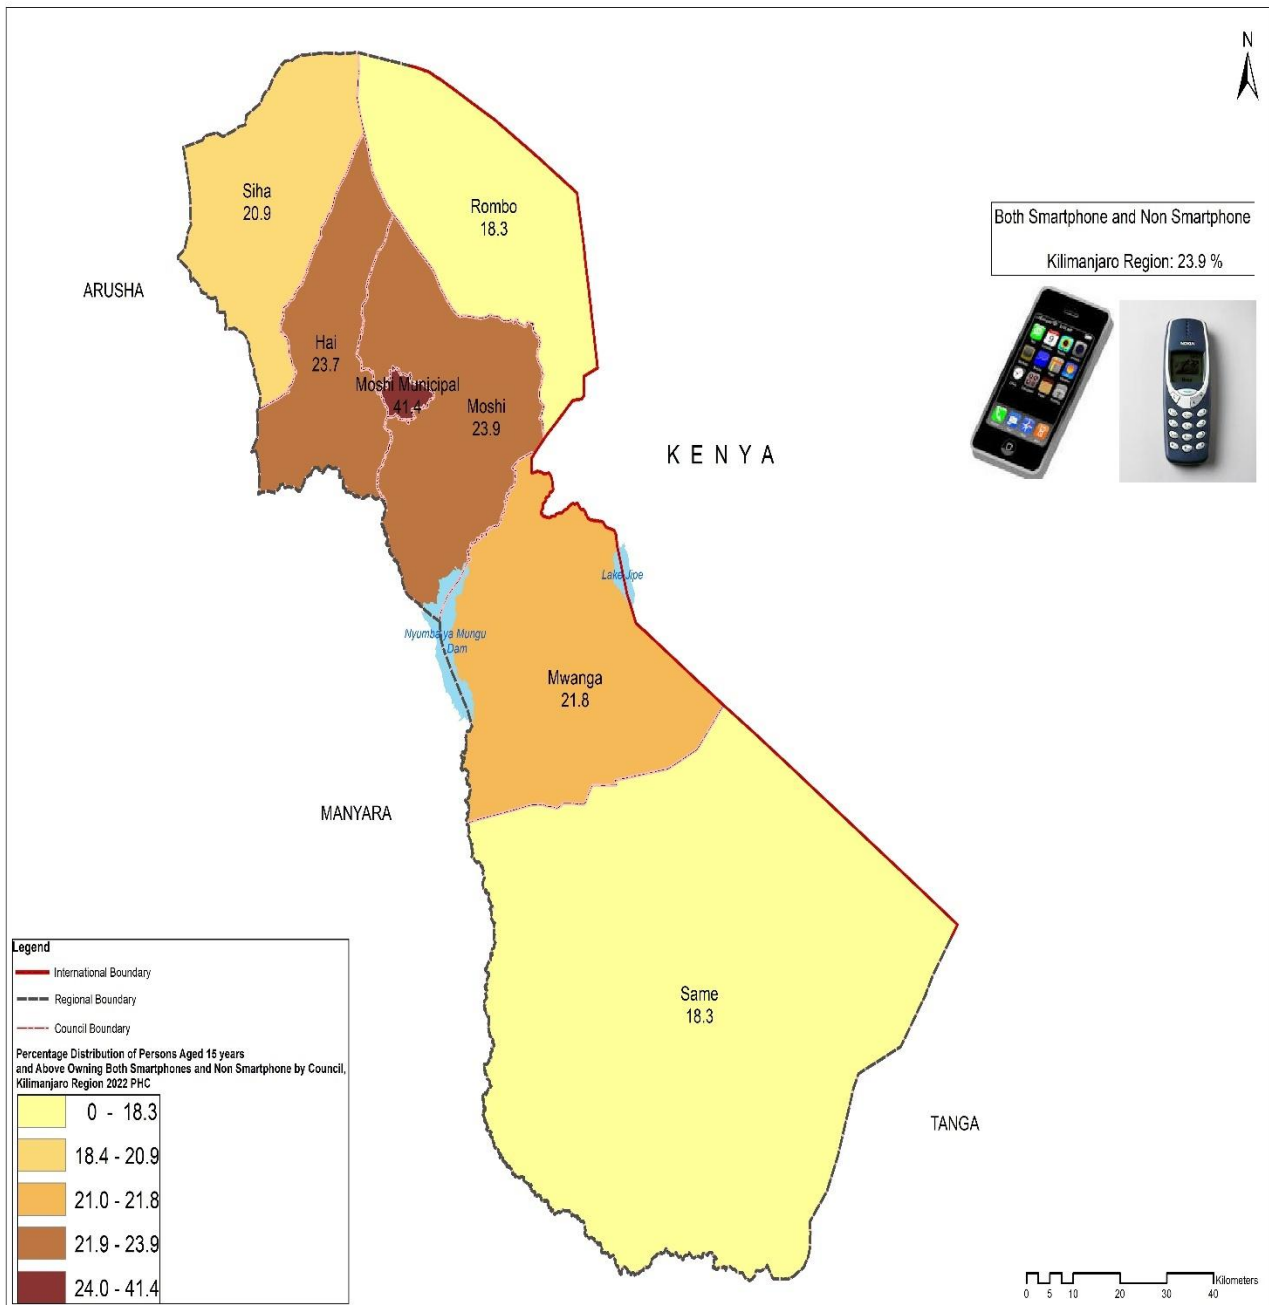 N
Siha
20.9
Rombo
18.3
Both Smartphone and Non Smartphone
Kilimanjaro Region: 23.9 %
ARUSHA
Hai
23.7
Moshi Municipal
41.4
Moshi
23.9
KENYA
NOKIA
Lake Jipe
Nyumba ya Mungu
Dam
Mwanga
21.8
MANYARA
Same
18.3
TANGA
Legend
International Boundary
Regional Boundary
Council Boundary
Percentage Distribution of Persons Aged 15 years
and Above Owning Both Smartphones and Non Smartphone by Council,
Kilimanjaro Region 2022 PHC
0 - 18.3
18.4 - 20.9
21.0 - 21.8
21.9 - 23.9
24.0 - 41.4
Kilometers
0 5 10 20 30 40